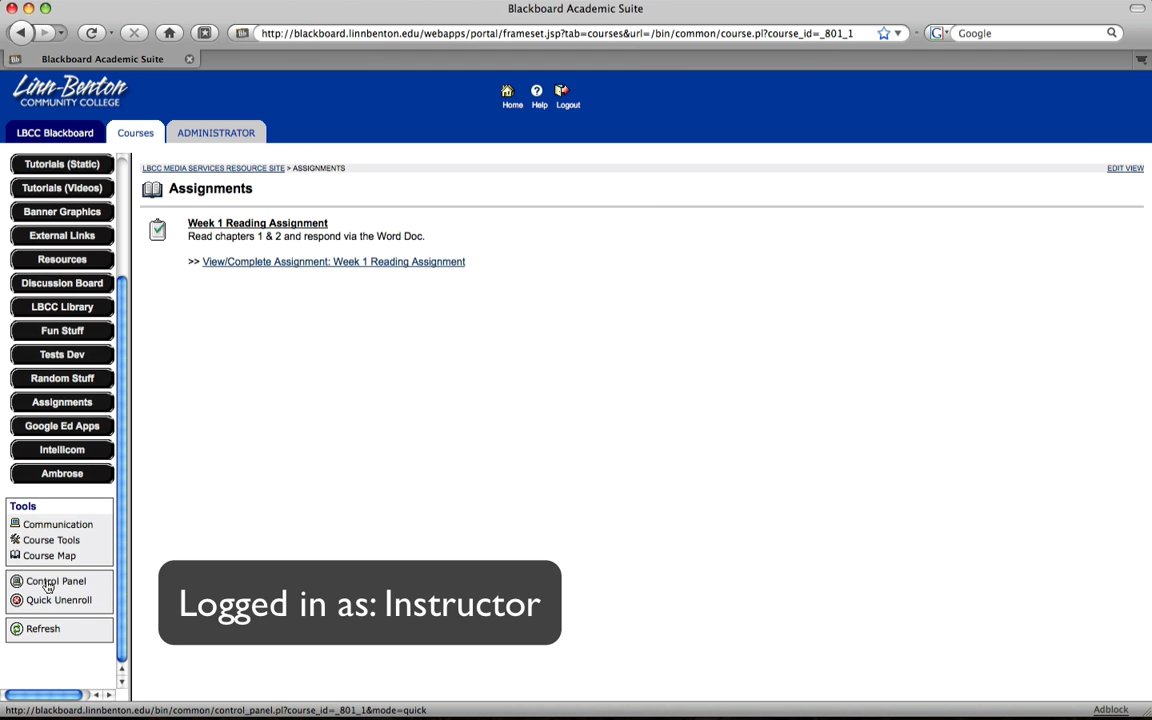 Blackboard Academic Suite
http://blackboard.linnbenton.edu/webapps/portal/frameset.jsp?tab=courses&url=/bin/common/course.pl?course_id=_801_1
Google
Blackboard Academic Suite
Linn-Benton
COMMUNITY COLLEGE
Home
Help
Logout
LBCC Blackboard
Courses
ADMINISTRATOR
Tutorials (Static)
Tutorials (Videos)
Banner Graphics
External Links
Resources
Discussion Board
LBCC Library
Fun Stuff
Tests Dev
Random Stuff
Assignments
Google Ed Apps
Intellicom
Ambrose
Tools
Communication
Course Tools
Course Map
Control Panel
Quick Unenroll
Refresh
LBCC MEDIA SERVICES RESOURCE SITE > ASSIGNMENTS
EDIT VIEW
Assignments
Week 1 Reading Assignment
Read chapters 1 & 2 and respond via the Word Doc.
>> View/Complete Assignment: Week 1 Reading Assignment
Logged in as: Instructor
http://blackboard.linnbenton.edu/bin/common/control_panel.pl?course_id=_801_1&mode=quick
Adblock